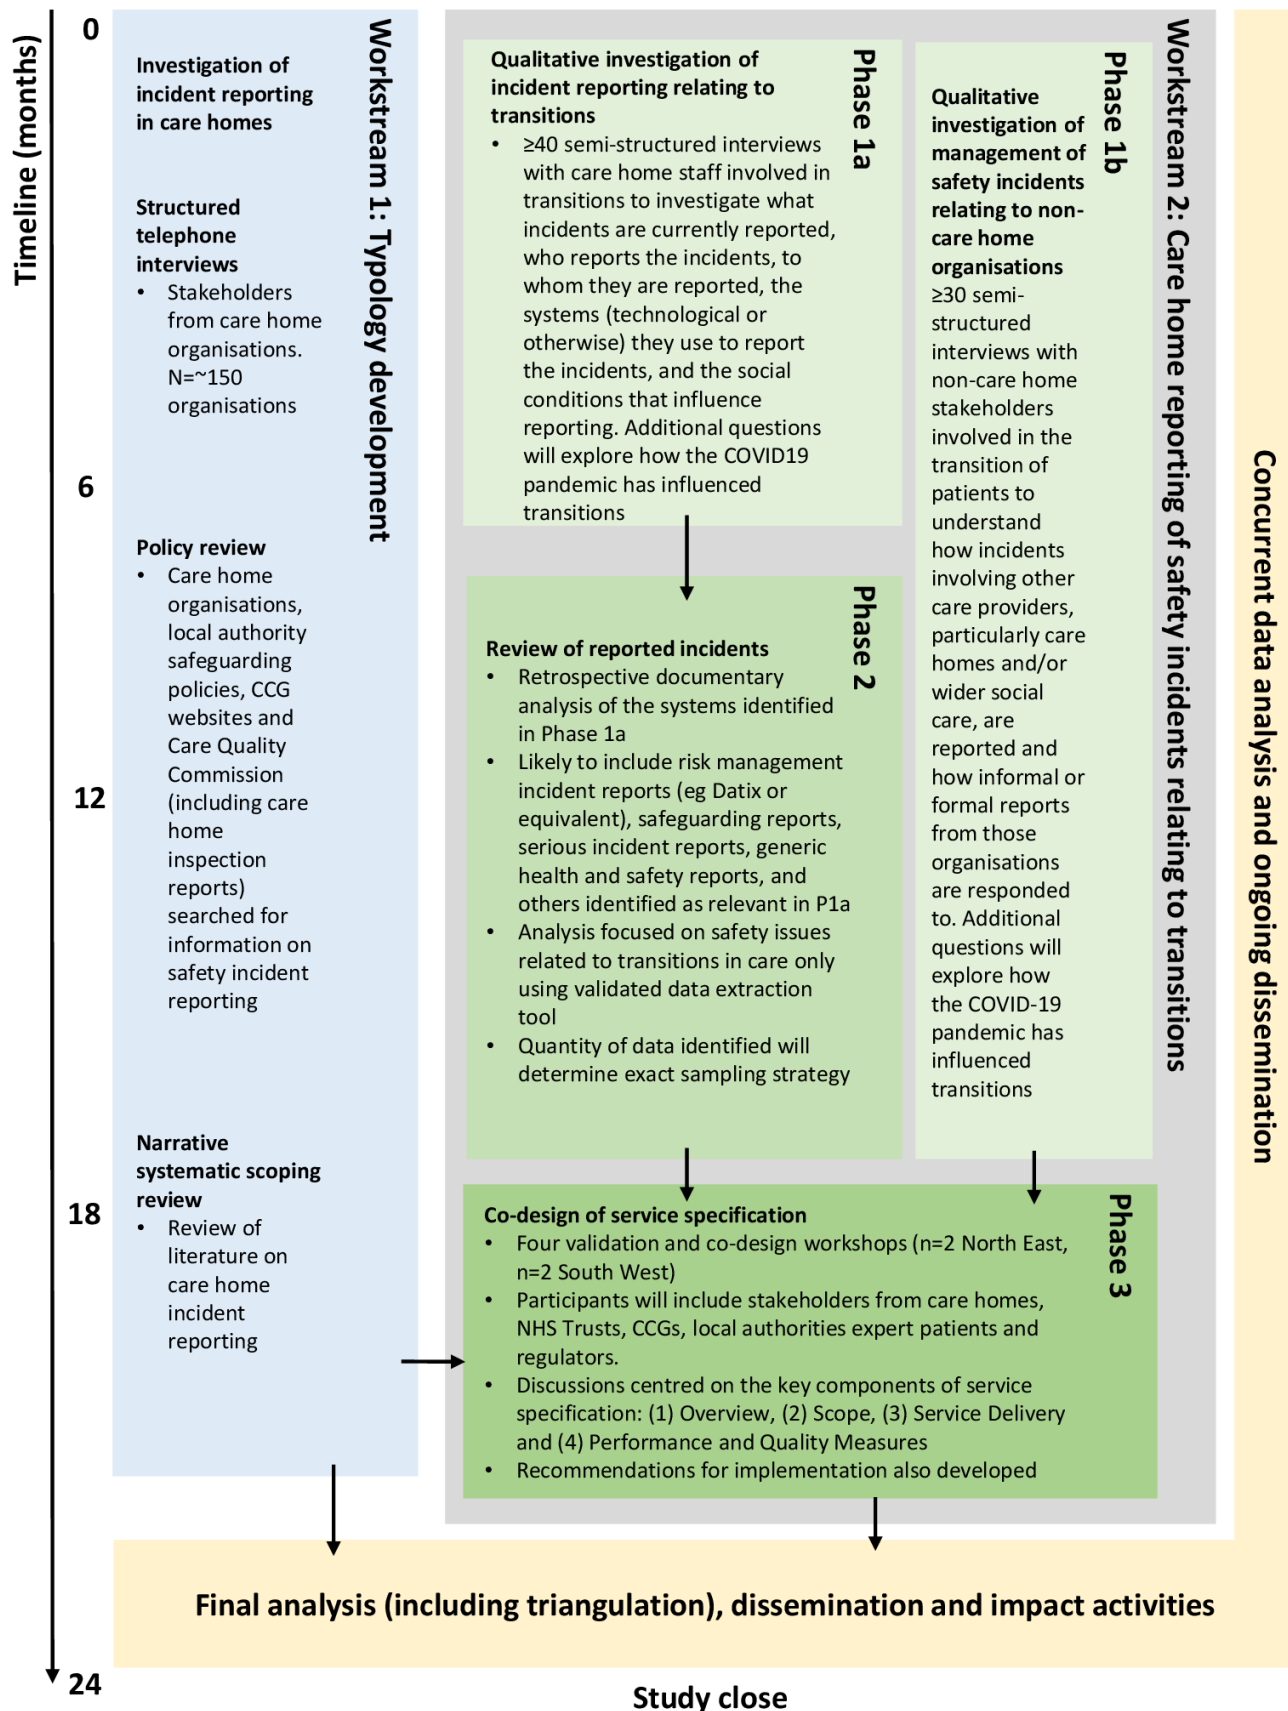 Timeline (months)
0
6
12
18
24
Workstream 1: Typology development
Investigation of
incident reporting
in care homes
Structured
telephone
interviews
• Stakeholders
from care home
organisations.
N=~150
organisations
Policy review
• Care home
organisations,
local authority
safeguarding
policies, CCG
websites and
Care Quality
Commission
(including care
home
inspection
reports)
searched for
information on
safety incident
reporting
Narrative
systematic scoping
review
• Review of
literature on
care home
incident
reporting
Workstream 2: Care home reporting of safety incidents relating to transitions
Phase 1a
Qualitative investigation of
incident reporting relating to
transitions
• ≥40 semi-structured interviews
with care home staff involved in
transitions to investigate what
incidents are currently reported,
who reports the incidents, to
whom they are reported, the
systems (technological or
otherwise) they use to report
the incidents, and the social
conditions that influence
reporting. Additional questions
will explore how the COVID19
pandemic has influenced
transitions
Phase 1b
Qualitative
investigation of
management of
safety incidents
relating to non-
care home
organisations
≥30 semi-
structured
interviews with
non-care home
stakeholders
involved in the
transition of
patients to
understand
how incidents
involving other
care providers,
particularly care
homes and/or
wider social
care, are
reported and
how informal or
formal reports
from those
organisations
are responded
to. Additional
questions will
explore how
the COVID-19
pandemic has
influenced
transitions
Phase 2
Review of reported incidents
• Retrospective documentary
analysis of the systems identified
in Phase 1a
• Likely to include risk management
incident reports (eg Datix or
equivalent), safeguarding reports,
serious incident reports, generic
health and safety reports, and
others identified as relevant in P1a
• Analysis focused on safety issues
related to transitions in care only
using validated data extraction
tool
• Quantity of data identified will
determine exact sampling strategy
Phase 3
Co-design of service specification
• Four validation and co-design workshops (n=2 North East,
n=2 South West)
• Participants will include stakeholders from care homes,
NHS Trusts, CCGs, local authorities expert patients and
regulators.
• Discussions centred on the key components of service
specification: (1) Overview, (2) Scope, (3) Service Delivery
and (4) Performance and Quality Measures
• Recommendations for implementation also developed
Concurrent data analysis and ongoing dissemination
Final analysis (including triangulation), dissemination and impact activities
Study close